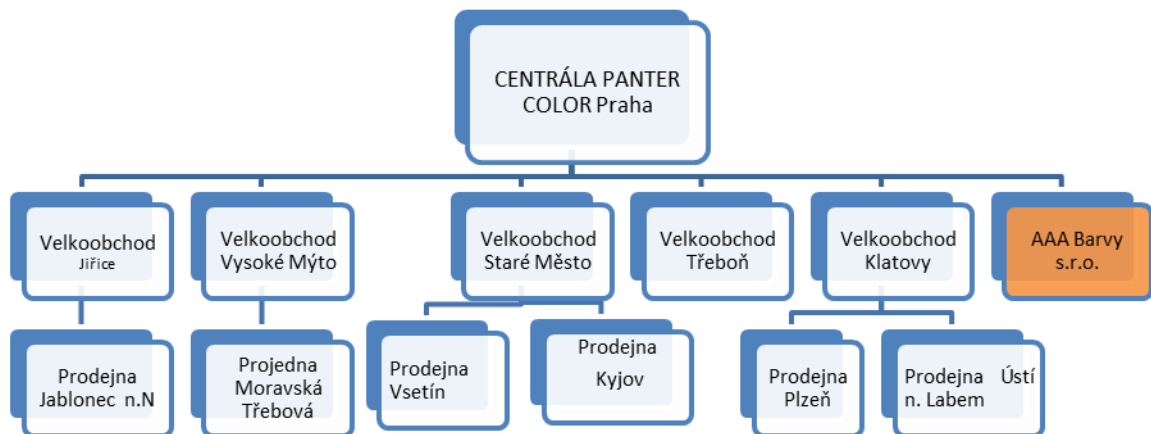 CENTRÁLA PANTER
COLOR Praha
Velkoobchod
Jiřice
Velkoobchod
Vysoké Mýto
Velkoobchod
Staré Město
Velkoobchod
Třeboň
Velkoobchod
Klatovy
AAA Barvy
s.r.o.
Prodejna
Jablonec n.N
Projedna
Moravská
Třebová
Prodejna
Vsetín
Prodejna
Kyjov
Prodejna
Plzeň
Prodejna Ústí
n. Labem